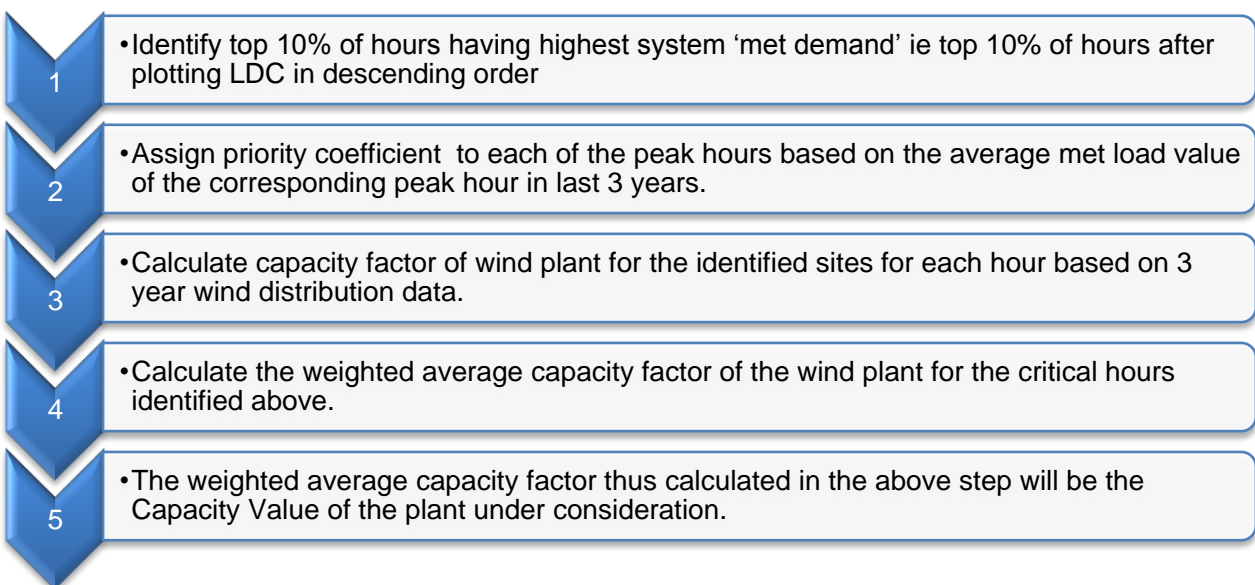 1
•Identify top 10% of hours having highest system ‘met demand’ ie top 10% of hours after
plotting LDC in descending order
2
•Assign priority coefficient  to each of the peak hours based on the average met load value
of the corresponding peak hour in last 3 years.
3
•Calculate capacity factor of wind plant for the identified sites for each hour based on 3
year wind distribution data.
4
•Calculate the weighted average capacity factor of the wind plant for the critical hours
identified above.
5
•The weighted average capacity factor thus calculated in the above step will be the
Capacity Value of the plant under consideration.